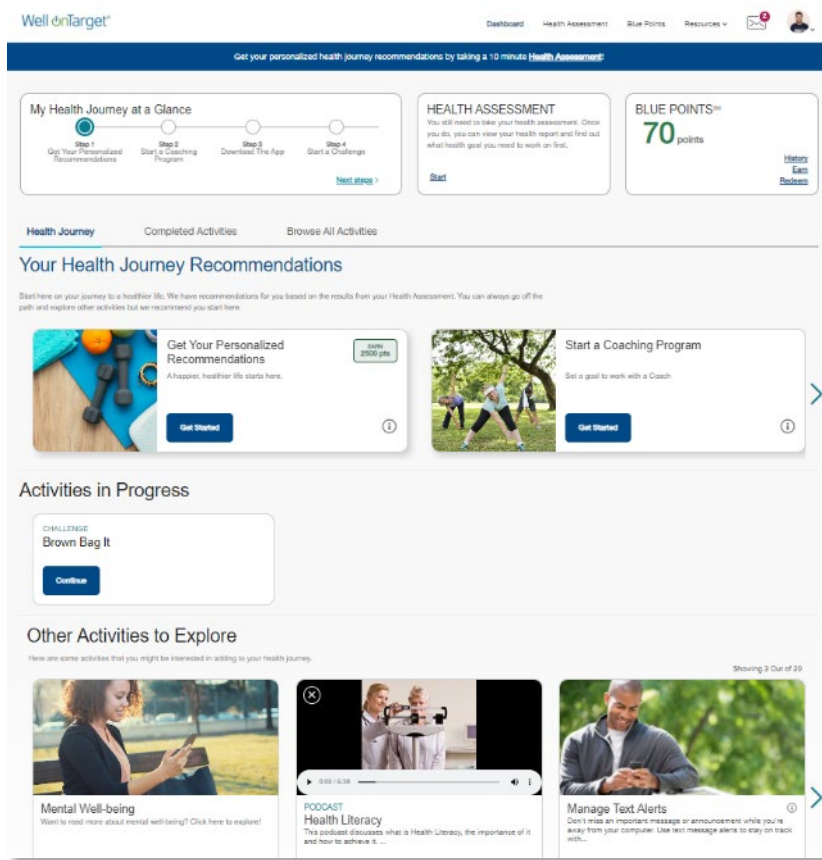 Well onTarget®
Dashboard Health Assessment Blue Points Resources 2
Get your personalized health journey recommendations by taking a 10 minute Health Assessment!
My Health Journey at a Glance
Step 1
Get Your Personalized
Recommendations
Step 2
Start a Coaching
Program
Step 3
Download The App
Step 4
Start a Challenge
Next steps >
HEALTH ASSESSMENT
You still need to take your health assessment. Once
you do, you can view your health report and find out
what health goal you need to work on first.
Start
BLUE POINTS℠
70 points
History
Earn
Redeem
Health Journey Completed Activities Browse All Activities
Your Health Journey Recommendations
Start here on your journey to a healthier life. We have recommendations for you based on the results from your Health Assessment. You can always go off the
path and explore other activities but we recommend you start here.
Get Your Personalized
Recommendations
EARN
2500 pts
A happier, healthier life starts here.
Get Started
Start a Coaching Program
Set a goal to work with a Coach
Get Started
Activities in Progress
CHALLENGE
Brown Bag It
Continue
Other Activities to Explore
Here are some activities that you might be interested in adding to your health journey.
Showing 3 Out of 20
Mental Well-being
Want to read more about mental well-being? Click here to explore!
0:00 / 5:38
PODCAST
Health Literacy
This podcast discusses what is Health Literacy, the importance of it
and how to achieve it. ...
Manage Text Alerts
Don't miss an important message or announcement while you're
away from your computer. Use text message alerts to stay on track
with...